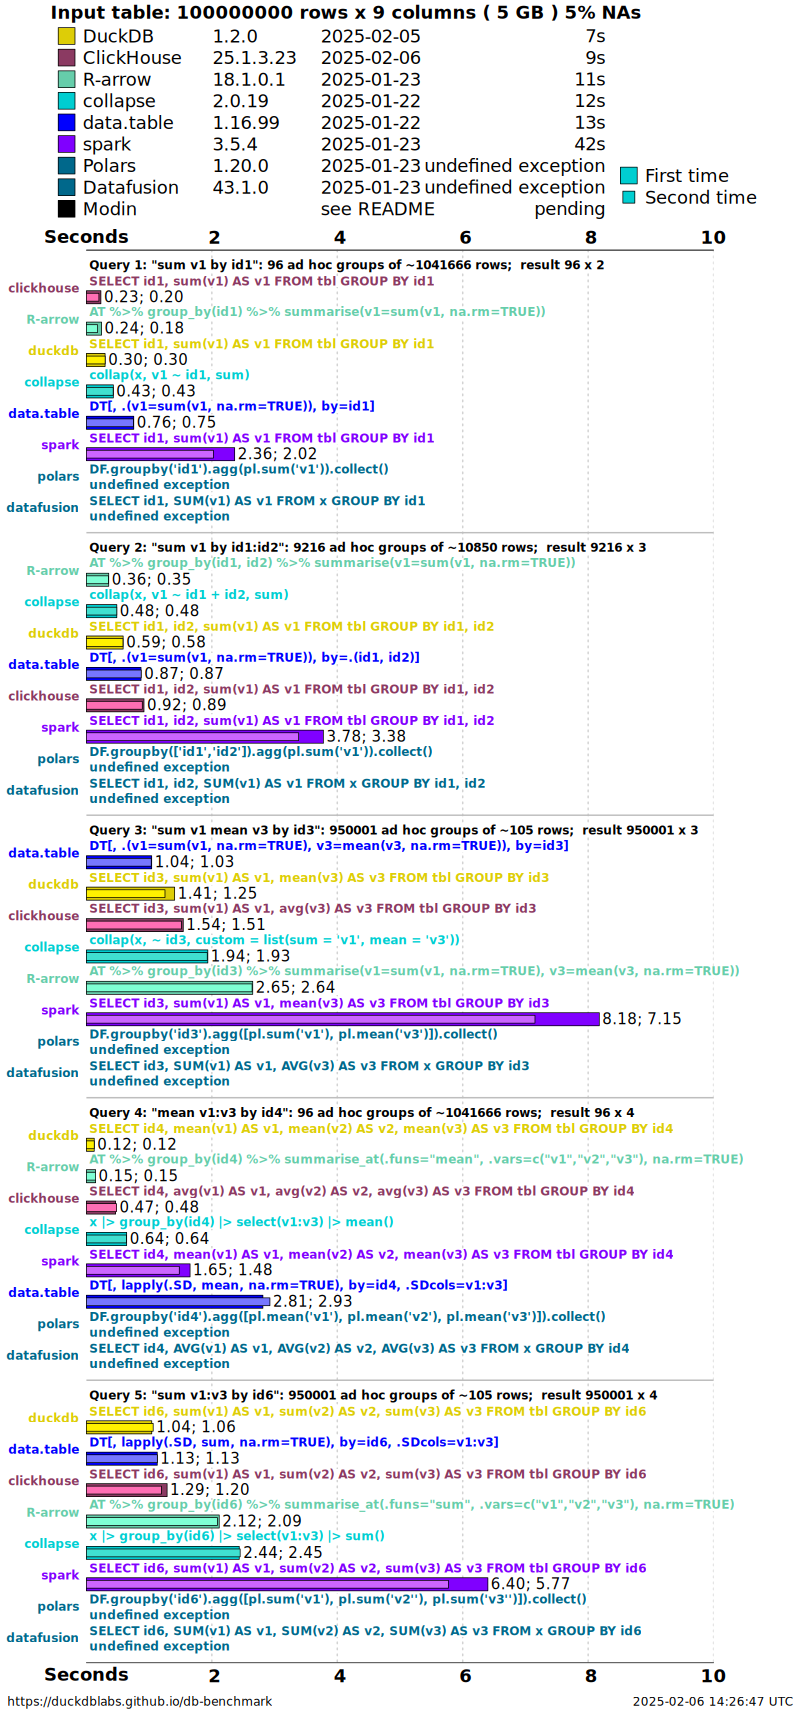 Input table: 100000000 rows x 9 columns ( 5 GB ) 5% NAs
DuckDB 1.2.0 2025-02-05 7s
ClickHouse 25.1.3.23 2025-02-06 9s
R-arrow 18.1.0.1 2025-01-23 11s
collapse 2.0.19 2025-01-22 12s
data.table 1.16.99 2025-01-22 13s
spark 3.5.4 2025-01-23 42s
Polars 1.20.0 2025-01-23 undefined exception
Datafusion 43.1.0 2025-01-23 undefined exception
Modin see README pending
First time
Second time
Seconds 2 4 6 8 10
Query 1: "sum v1 by id1": 96 ad hoc groups of ~1041666 rows; result 96 x 2
SELECT id1, sum(v1) AS v1 FROM tbl GROUP BY id1
clickhouse 0.23; 0.20
AT %>% group_by(id1) %>% summarise(v1=sum(v1, na.rm=TRUE))
R-arrow 0.24; 0.18
SELECT id1, sum(v1) AS v1 FROM tbl GROUP BY id1
duckdb 0.30; 0.30
collap(x, v1 ~ id1, sum)
collapse 0.43; 0.43
DT[, .(v1=sum(v1, na.rm=TRUE)), by=id1]
data.table 0.76; 0.75
SELECT id1, sum(v1) AS v1 FROM tbl GROUP BY id1
spark 2.36; 2.02
DF.groupby('id1').agg(pl.sum('v1')).collect()
polars undefined exception
SELECT id1, SUM(v1) AS v1 FROM x GROUP BY id1
datafusion undefined exception
Query 2: "sum v1 by id1:id2": 9216 ad hoc groups of ~10850 rows; result 9216 x 3
AT %>% group_by(id1, id2) %>% summarise(v1=sum(v1, na.rm=TRUE))
R-arrow 0.36; 0.35
collap(x, v1 ~ id1 + id2, sum)
collapse 0.48; 0.48
SELECT id1, id2, sum(v1) AS v1 FROM tbl GROUP BY id1, id2
duckdb 0.59; 0.58
DT[, .(v1=sum(v1, na.rm=TRUE)), by=.(id1, id2)]
data.table 0.87; 0.87
SELECT id1, id2, sum(v1) AS v1 FROM tbl GROUP BY id1, id2
clickhouse 0.92; 0.89
SELECT id1, id2, sum(v1) AS v1 FROM tbl GROUP BY id1, id2
spark 3.78; 3.38
DF.groupby(['id1','id2']).agg(pl.sum('v1')).collect()
polars undefined exception
SELECT id1, id2, SUM(v1) AS v1 FROM x GROUP BY id1, id2
datafusion undefined exception
Query 3: "sum v1 mean v3 by id3": 950001 ad hoc groups of ~105 rows; result 950001 x 3
DT[, .(v1=sum(v1, na.rm=TRUE), v3=mean(v3, na.rm=TRUE)), by=id3]
data.table 1.04; 1.03
SELECT id3, sum(v1) AS v1, mean(v3) AS v3 FROM tbl GROUP BY id3
duckdb 1.41; 1.25
SELECT id3, sum(v1) AS v1, avg(v3) AS v3 FROM tbl GROUP BY id3
clickhouse 1.54; 1.51
collap(x, ~ id3, custom = list(sum = 'v1', mean = 'v3'))
collapse 1.94; 1.93
AT %>% group_by(id3) %>% summarise(v1=sum(v1, na.rm=TRUE), v3=mean(v3, na.rm=TRUE))
R-arrow 2.65; 2.64
SELECT id3, sum(v1) AS v1, mean(v3) AS v3 FROM tbl GROUP BY id3
spark 8.18; 7.15
DF.groupby('id3').agg([pl.sum('v1'), pl.mean('v3')]).collect()
polars undefined exception
SELECT id3, SUM(v1) AS v1, AVG(v3) AS v3 FROM x GROUP BY id3
datafusion undefined exception
Query 4: "mean v1:v3 by id4": 96 ad hoc groups of ~1041666 rows; result 96 x 4
SELECT id4, mean(v1) AS v1, mean(v2) AS v2, mean(v3) AS v3 FROM tbl GROUP BY id4
duckdb 0.12; 0.12
AT %>% group_by(id4) %>% summarise_at(.funs="mean", .vars=c("v1","v2","v3"), na.rm=TRUE)
R-arrow 0.15; 0.15
SELECT id4, avg(v1) AS v1, avg(v2) AS v2, avg(v3) AS v3 FROM tbl GROUP BY id4
clickhouse 0.47; 0.48
x |> group_by(id4) |> select(v1:v3) |> mean()
collapse 0.64; 0.64
SELECT id4, mean(v1) AS v1, mean(v2) AS v2, mean(v3) AS v3 FROM tbl GROUP BY id4
spark 1.65; 1.48
DT[, lapply(.SD, mean, na.rm=TRUE), by=id4, .SDcols=v1:v3]
data.table 2.81; 2.93
DF.groupby('id4').agg([pl.mean('v1'), pl.mean('v2'), pl.mean('v3')]).collect()
polars undefined exception
SELECT id4, AVG(v1) AS v1, AVG(v2) AS v2, AVG(v3) AS v3 FROM x GROUP BY id4
datafusion undefined exception
Query 5: "sum v1:v3 by id6": 950001 ad hoc groups of ~105 rows; result 950001 x 4
SELECT id6, sum(v1) AS v1, sum(v2) AS v2, sum(v3) AS v3 FROM tbl GROUP BY id6
duckdb 1.04; 1.06
DT[, lapply(.SD, sum, na.rm=TRUE), by=id6, .SDcols=v1:v3]
data.table 1.13; 1.13
SELECT id6, sum(v1) AS v1, sum(v2) AS v2, sum(v3) AS v3 FROM tbl GROUP BY id6
clickhouse 1.29; 1.20
AT %>% group_by(id6) %>% summarise_at(.funs="sum", .vars=c("v1","v2","v3"), na.rm=TRUE)
R-arrow 2.12; 2.09
x |> group_by(id6) |> select(v1:v3) |> sum()
collapse 2.44; 2.45
SELECT id6, sum(v1) AS v1, sum(v2) AS v2, sum(v3) AS v3 FROM tbl GROUP BY id6
spark 6.40; 5.77
DF.groupby('id6').agg([pl.sum('v1'), pl.sum('v2''), pl.sum('v3'')]).collect()
polars undefined exception
SELECT id6, SUM(v1) AS v1, SUM(v2) AS v2, SUM(v3) AS v3 FROM x GROUP BY id6
datafusion undefined exception
Seconds 2 4 6 8 10
https://duckdblabs.github.io/db-benchmark 2025-02-06 14:26:47 UTC